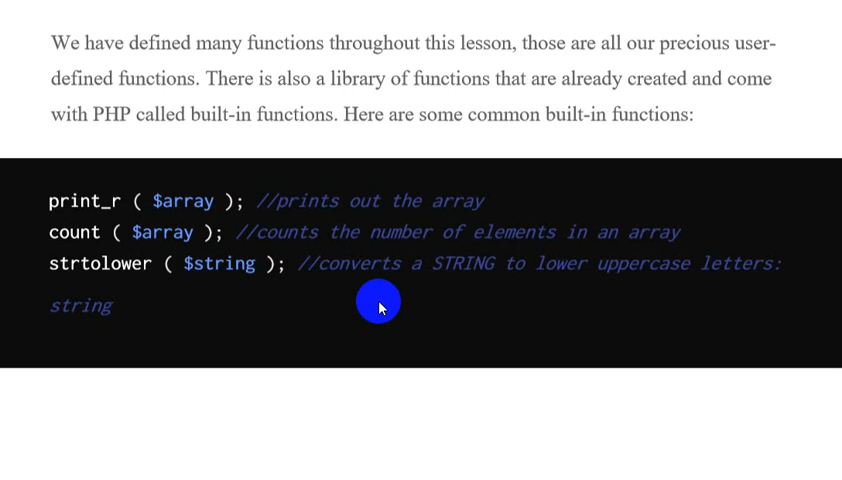 We have defined many functions throughout this lesson, those are all our precious user-
defined functions. There is also a library of functions that are already created and come
with PHP called built-in functions. Here are some common built-in functions:
print_r ( $array ); //prints out the array
count ( $array ); //counts the number of elements in an array
strtolower ( $string ); //converts a STRING to lower uppercase letters:
string